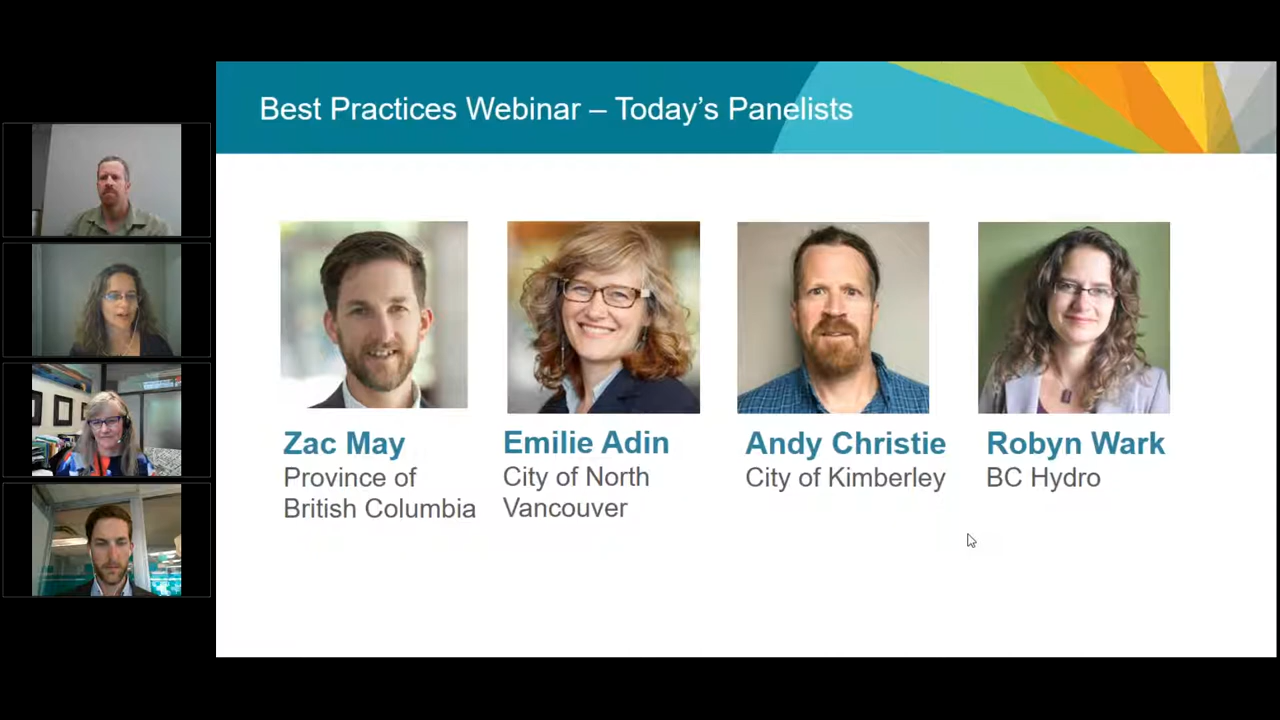 Best Practices Webinar – Today's Panelists
Zac May
Province of
British Columbia
Emilie Adin
City of North
Vancouver
Andy Christie
City of Kimberley
Robyn Wark
BC Hydro